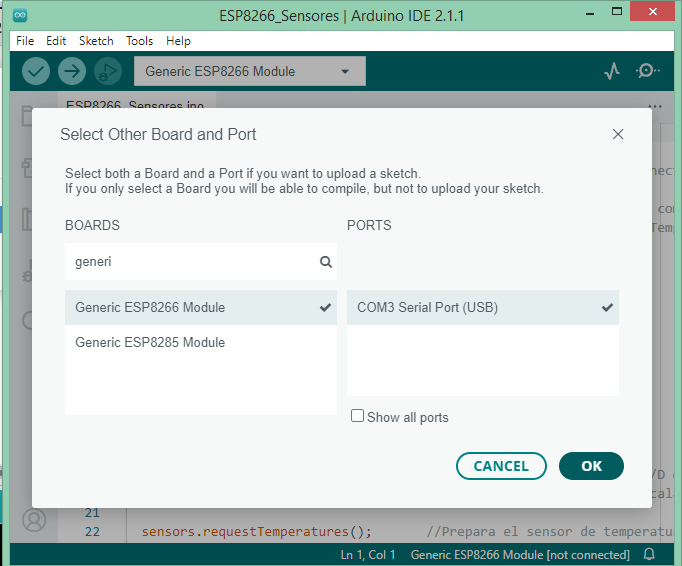 ESP8266_Sensores | Arduino IDE 2.1.1
File Edit Sketch Tools Help
Generic ESP8266 Module
ESP8266_Sensores.ino
Select Other Board and Port
Select both a Board and a Port if you want to upload a sketch.
If you only select a Board you will be able to compile, but not to upload your sketch.
BOARDS
PORTS
generi
Generic ESP8266 Module
COM3 Serial Port (USB)
Generic ESP8285 Module
Show all ports
CANCEL
OK
21
22 sensors.requestTemperatures(); //Prepara el sensor de temperatu
Ln 1, Col 1 Generic ESP8266 Module [not connected]